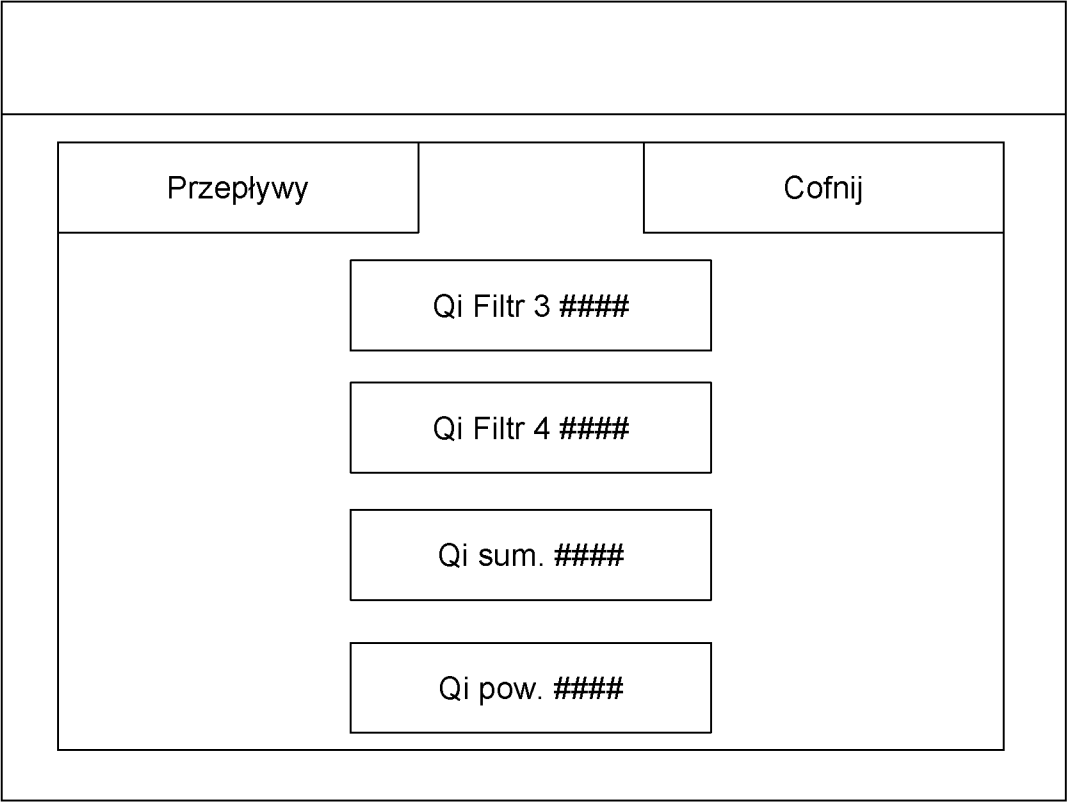 Przepływy
Cofnij
Qi Filtr 3 ####
Qi Filtr 4 ####
Qi sum. ####
Qi pow. ####